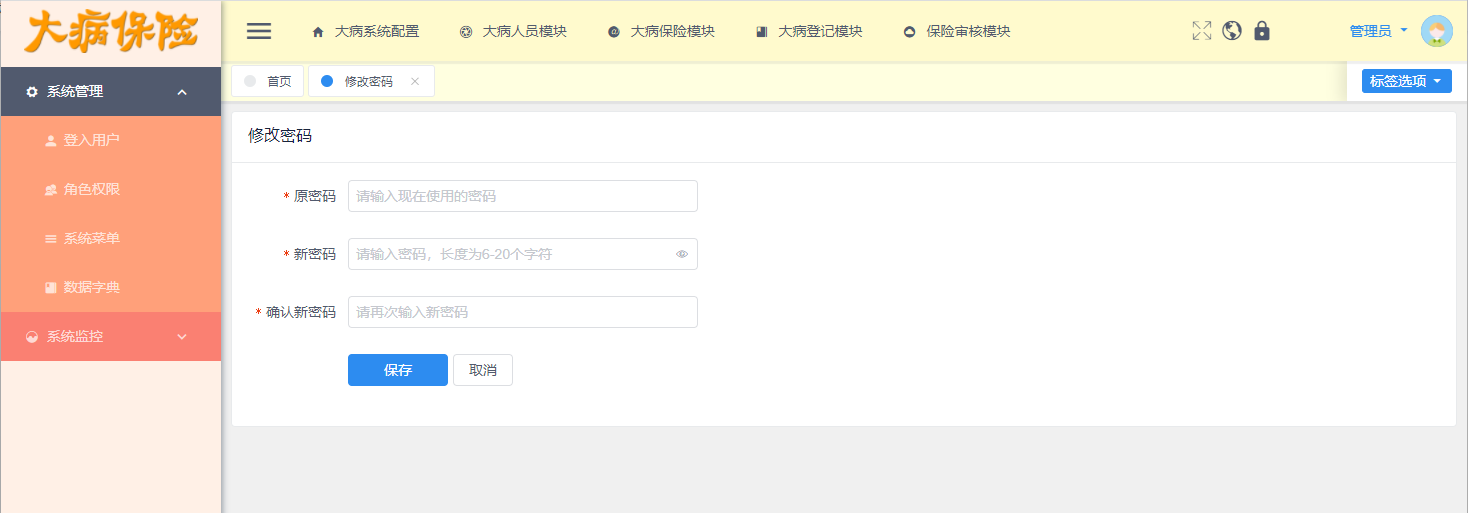 大病保险
大病系统配置 大病人员模块 大病保险模块 大病登记模块 保险审核模块 管理员
首页 修改密码 标签选项
系统管理
登入用户
角色权限
系统菜单
数据字典
系统监控
修改密码
* 原密码 请输入现在使用的密码
* 新密码 请输入密码，长度为6-20个字符
* 确认新密码 请再次输入新密码
保存 取消